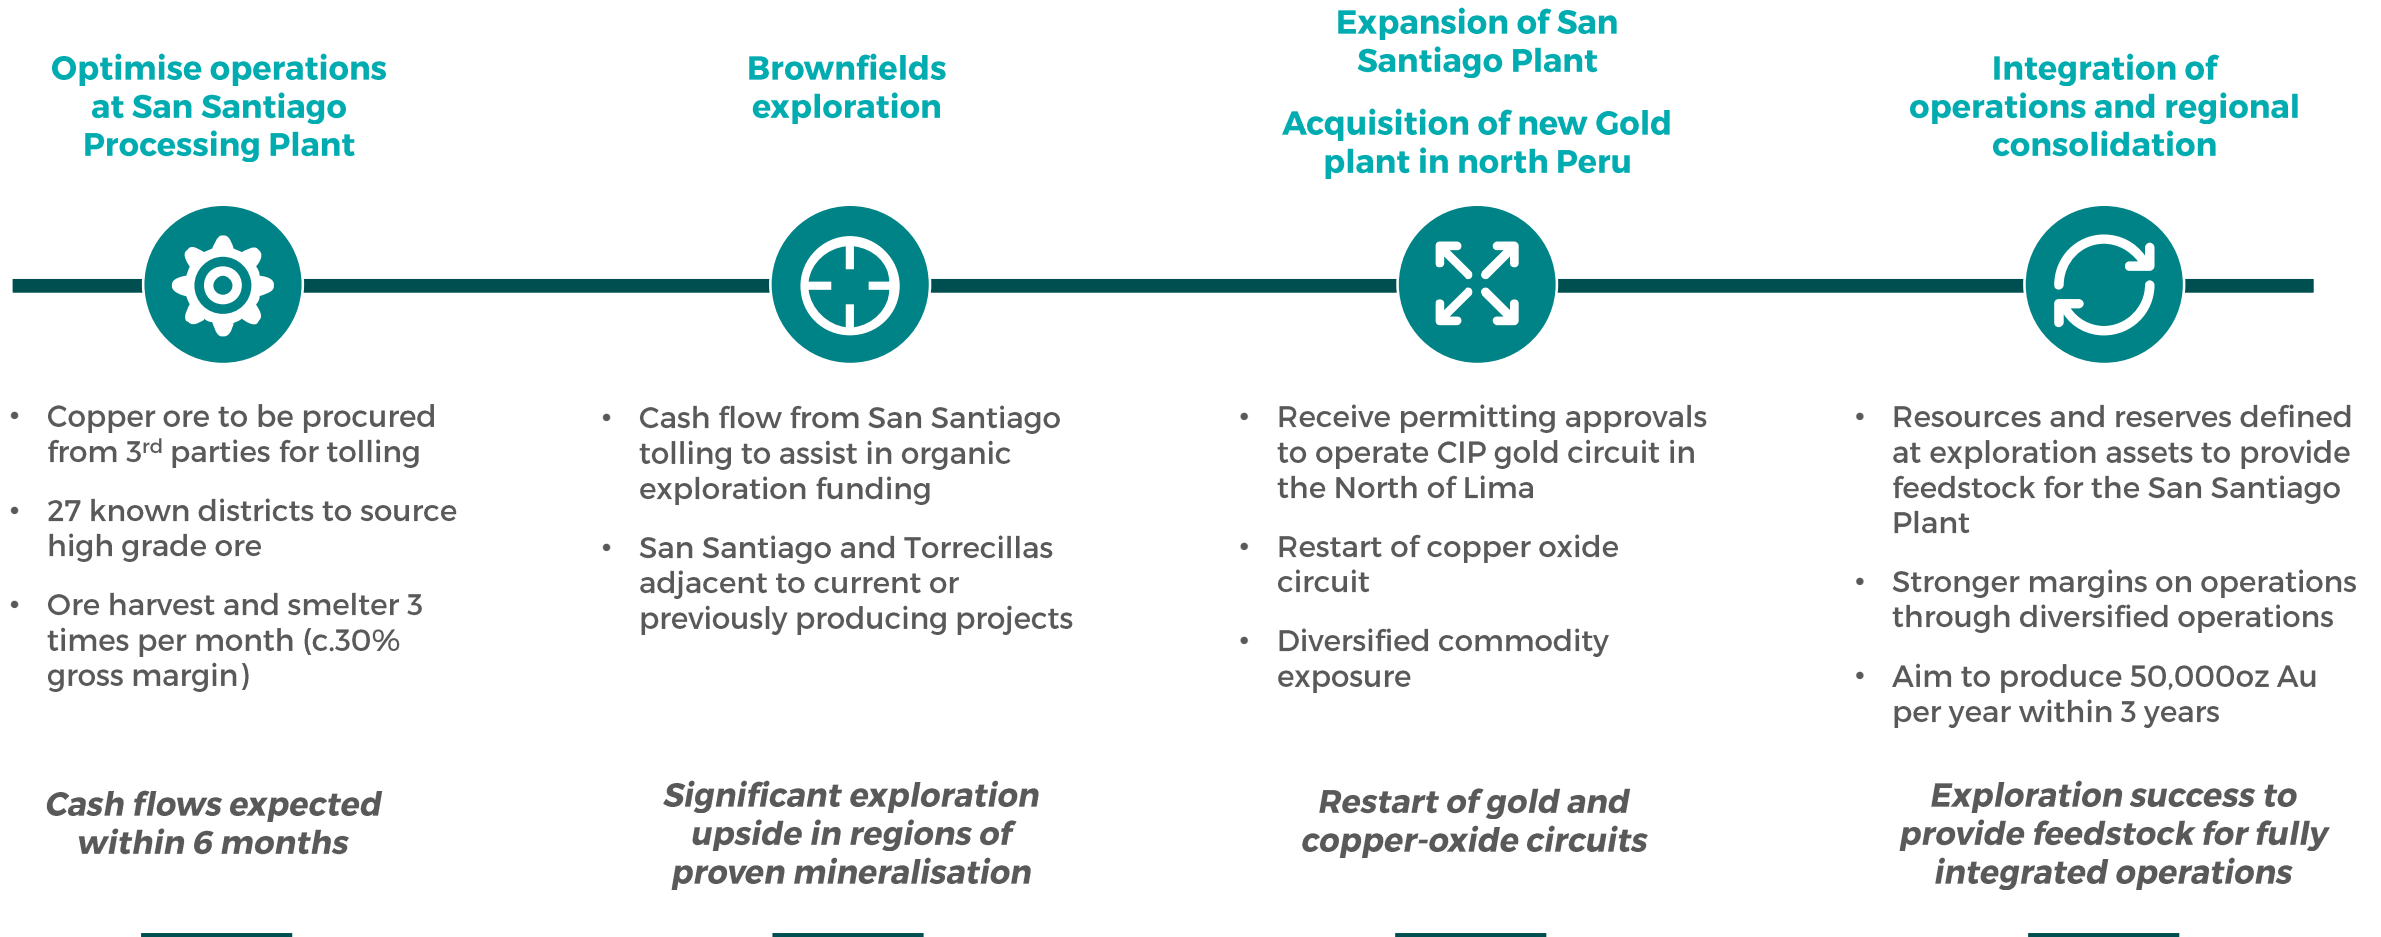 Optimise operations
at San Santiago
Processing Plant
• Copper ore to be procured
from 3rd parties for tolling
• 27 known districts to source
high grade ore
• Ore harvest and smelter 3
times per month (c.30%
gross margin)
Cash flows expected
within 6 months
Brownfields
exploration
• Cash flow from San Santiago
tolling to assist in organic
exploration funding
• San Santiago and Torrecillas
adjacent to current or
previously producing projects
Significant exploration
upside in regions of
proven mineralisation
Expansion of San
Santiago Plant
Acquisition of new Gold
plant in north Peru
• Receive permitting approvals
to operate CIP gold circuit in
the North of Lima
• Restart of copper oxide
circuit
• Diversified commodity
exposure
Restart of gold and
copper-oxide circuits
Integration of
operations and regional
consolidation
• Resources and reserves defined
at exploration assets to provide
feedstock for the San Santiago
Plant
• Stronger margins on operations
through diversified operations
• Aim to produce 50,000oz Au
per year within 3 years
Exploration success to
provide feedstock for fully
integrated operations